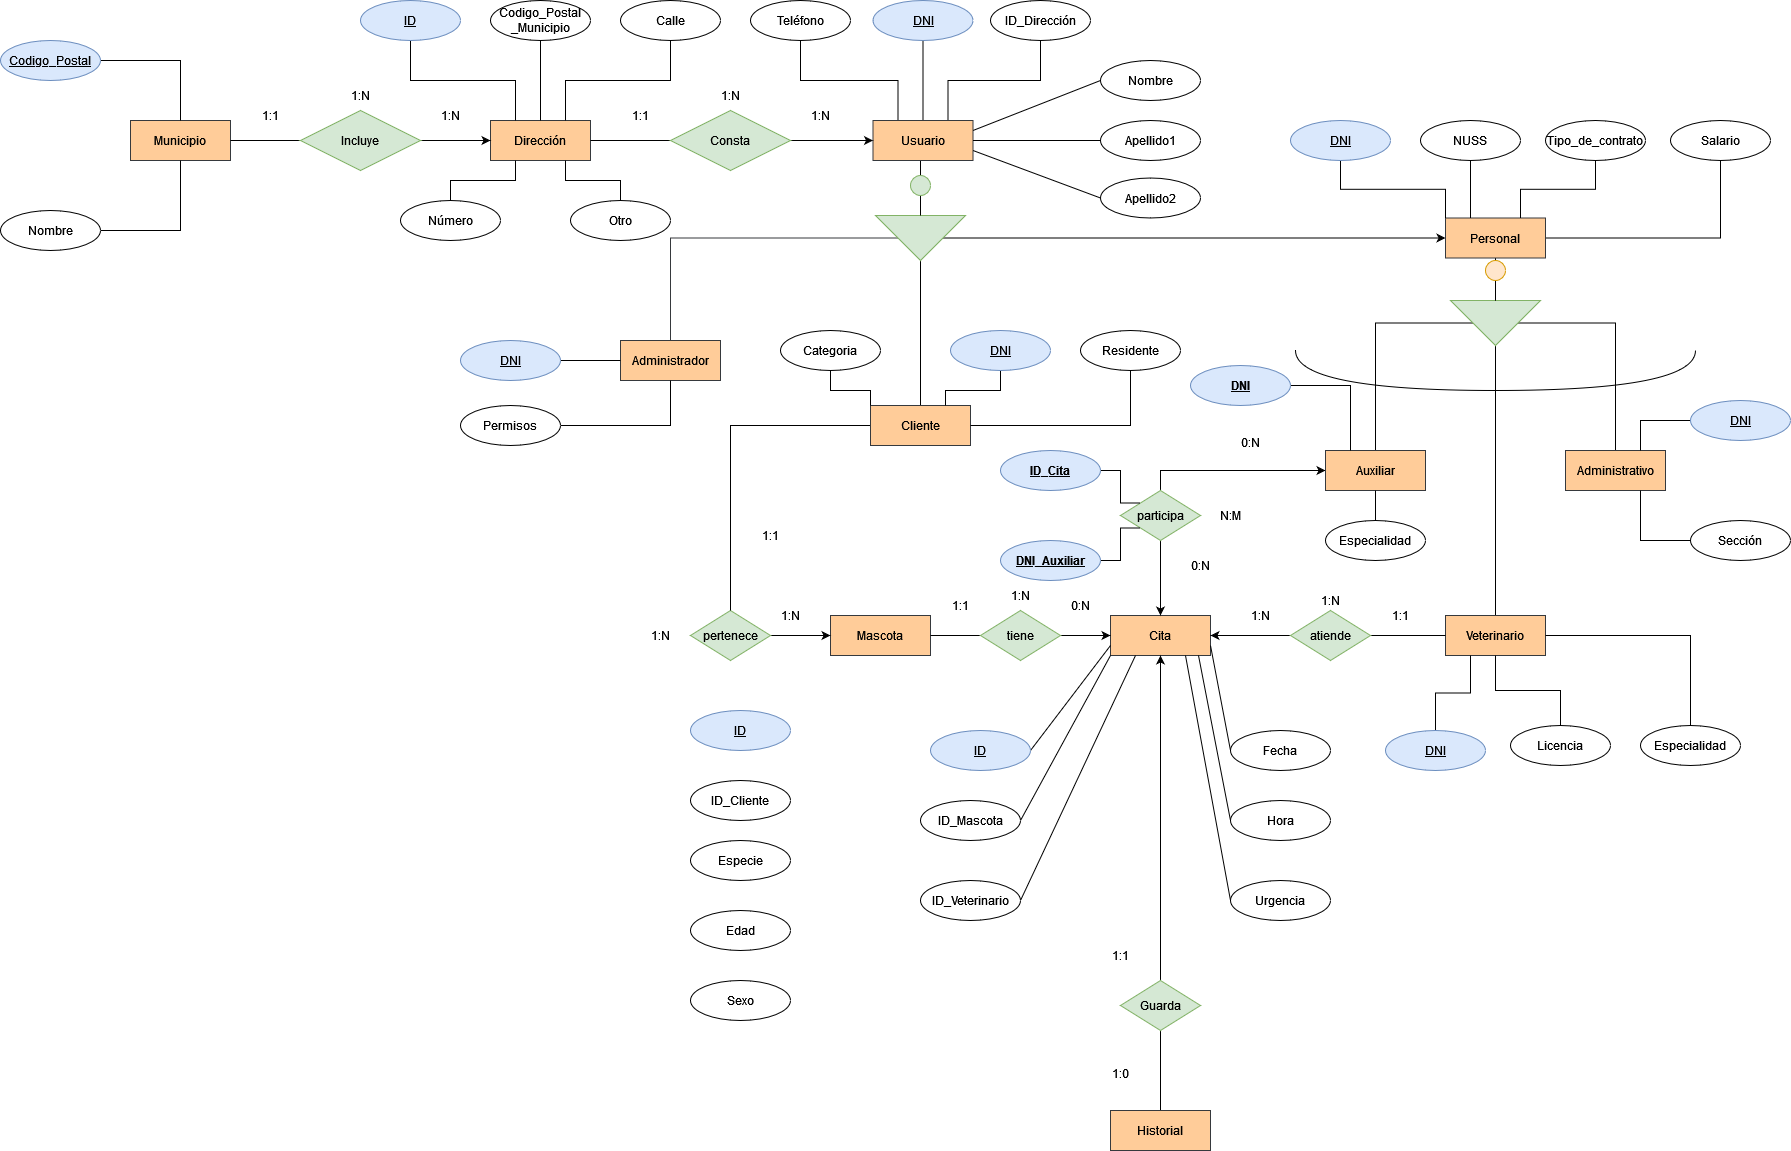 ID
Codigo_Postal
_Municipio
Calle
Teléfono
DNI
ID_Dirección
Codigo_Postal
Nombre
1:1
1:N
1:N
1:1
1:N
1:N
Municipio
Incluye
Dirección
Consta
Usuario
Apellido1
DNI
NUSS
Tipo_de_contrato
Salario
Apellido2
Número
Otro
Nombre
Personal
DNI
Administrador
Categoria
DNI
Residente
DNI
Permisos
Cliente
DNI
0:N
ID_Cita
Auxiliar
Administrativo
participa
N:M
1:1
Especialidad
Sección
DNI_Auxiliar
0:N
1:N
pertenece
1:N
Mascota
1:1
1:N
tiene
0:N
Cita
1:N
1:N
atiende
1:1
Veterinario
ID
ID
Fecha
DNI
Licencia
Especialidad
ID_Cliente
ID_Mascota
Hora
Especie
ID_Veterinario
Urgencia
Edad
1:1
Sexo
Guarda
1:0
Historial